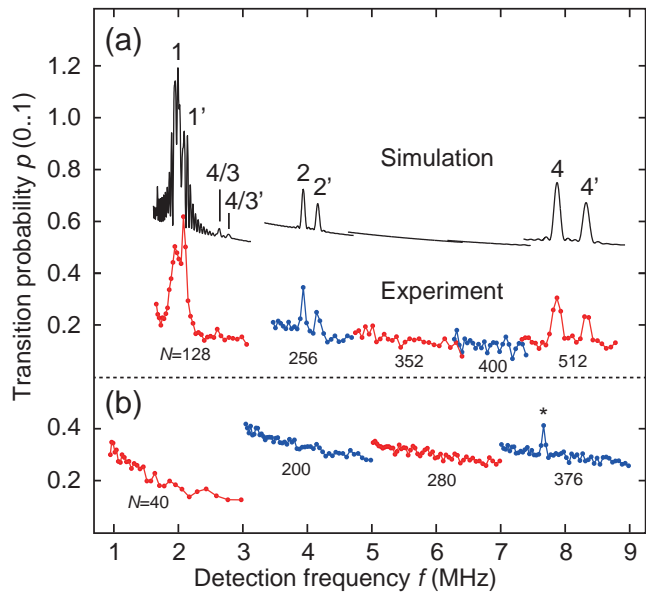 (a)
1
1'
4/3
4/3'
2
2'
Simulation
4
4'
Experiment
N=128
256
352
400
512
(b)
*
N=40
200
280
376
Transition probability p (0..1)
1.2
1.0
0.8
0.6
0.4
0.2
0.4
0.2
1 2 3 4 5 6 7 8 9
Detection frequency f (MHz)